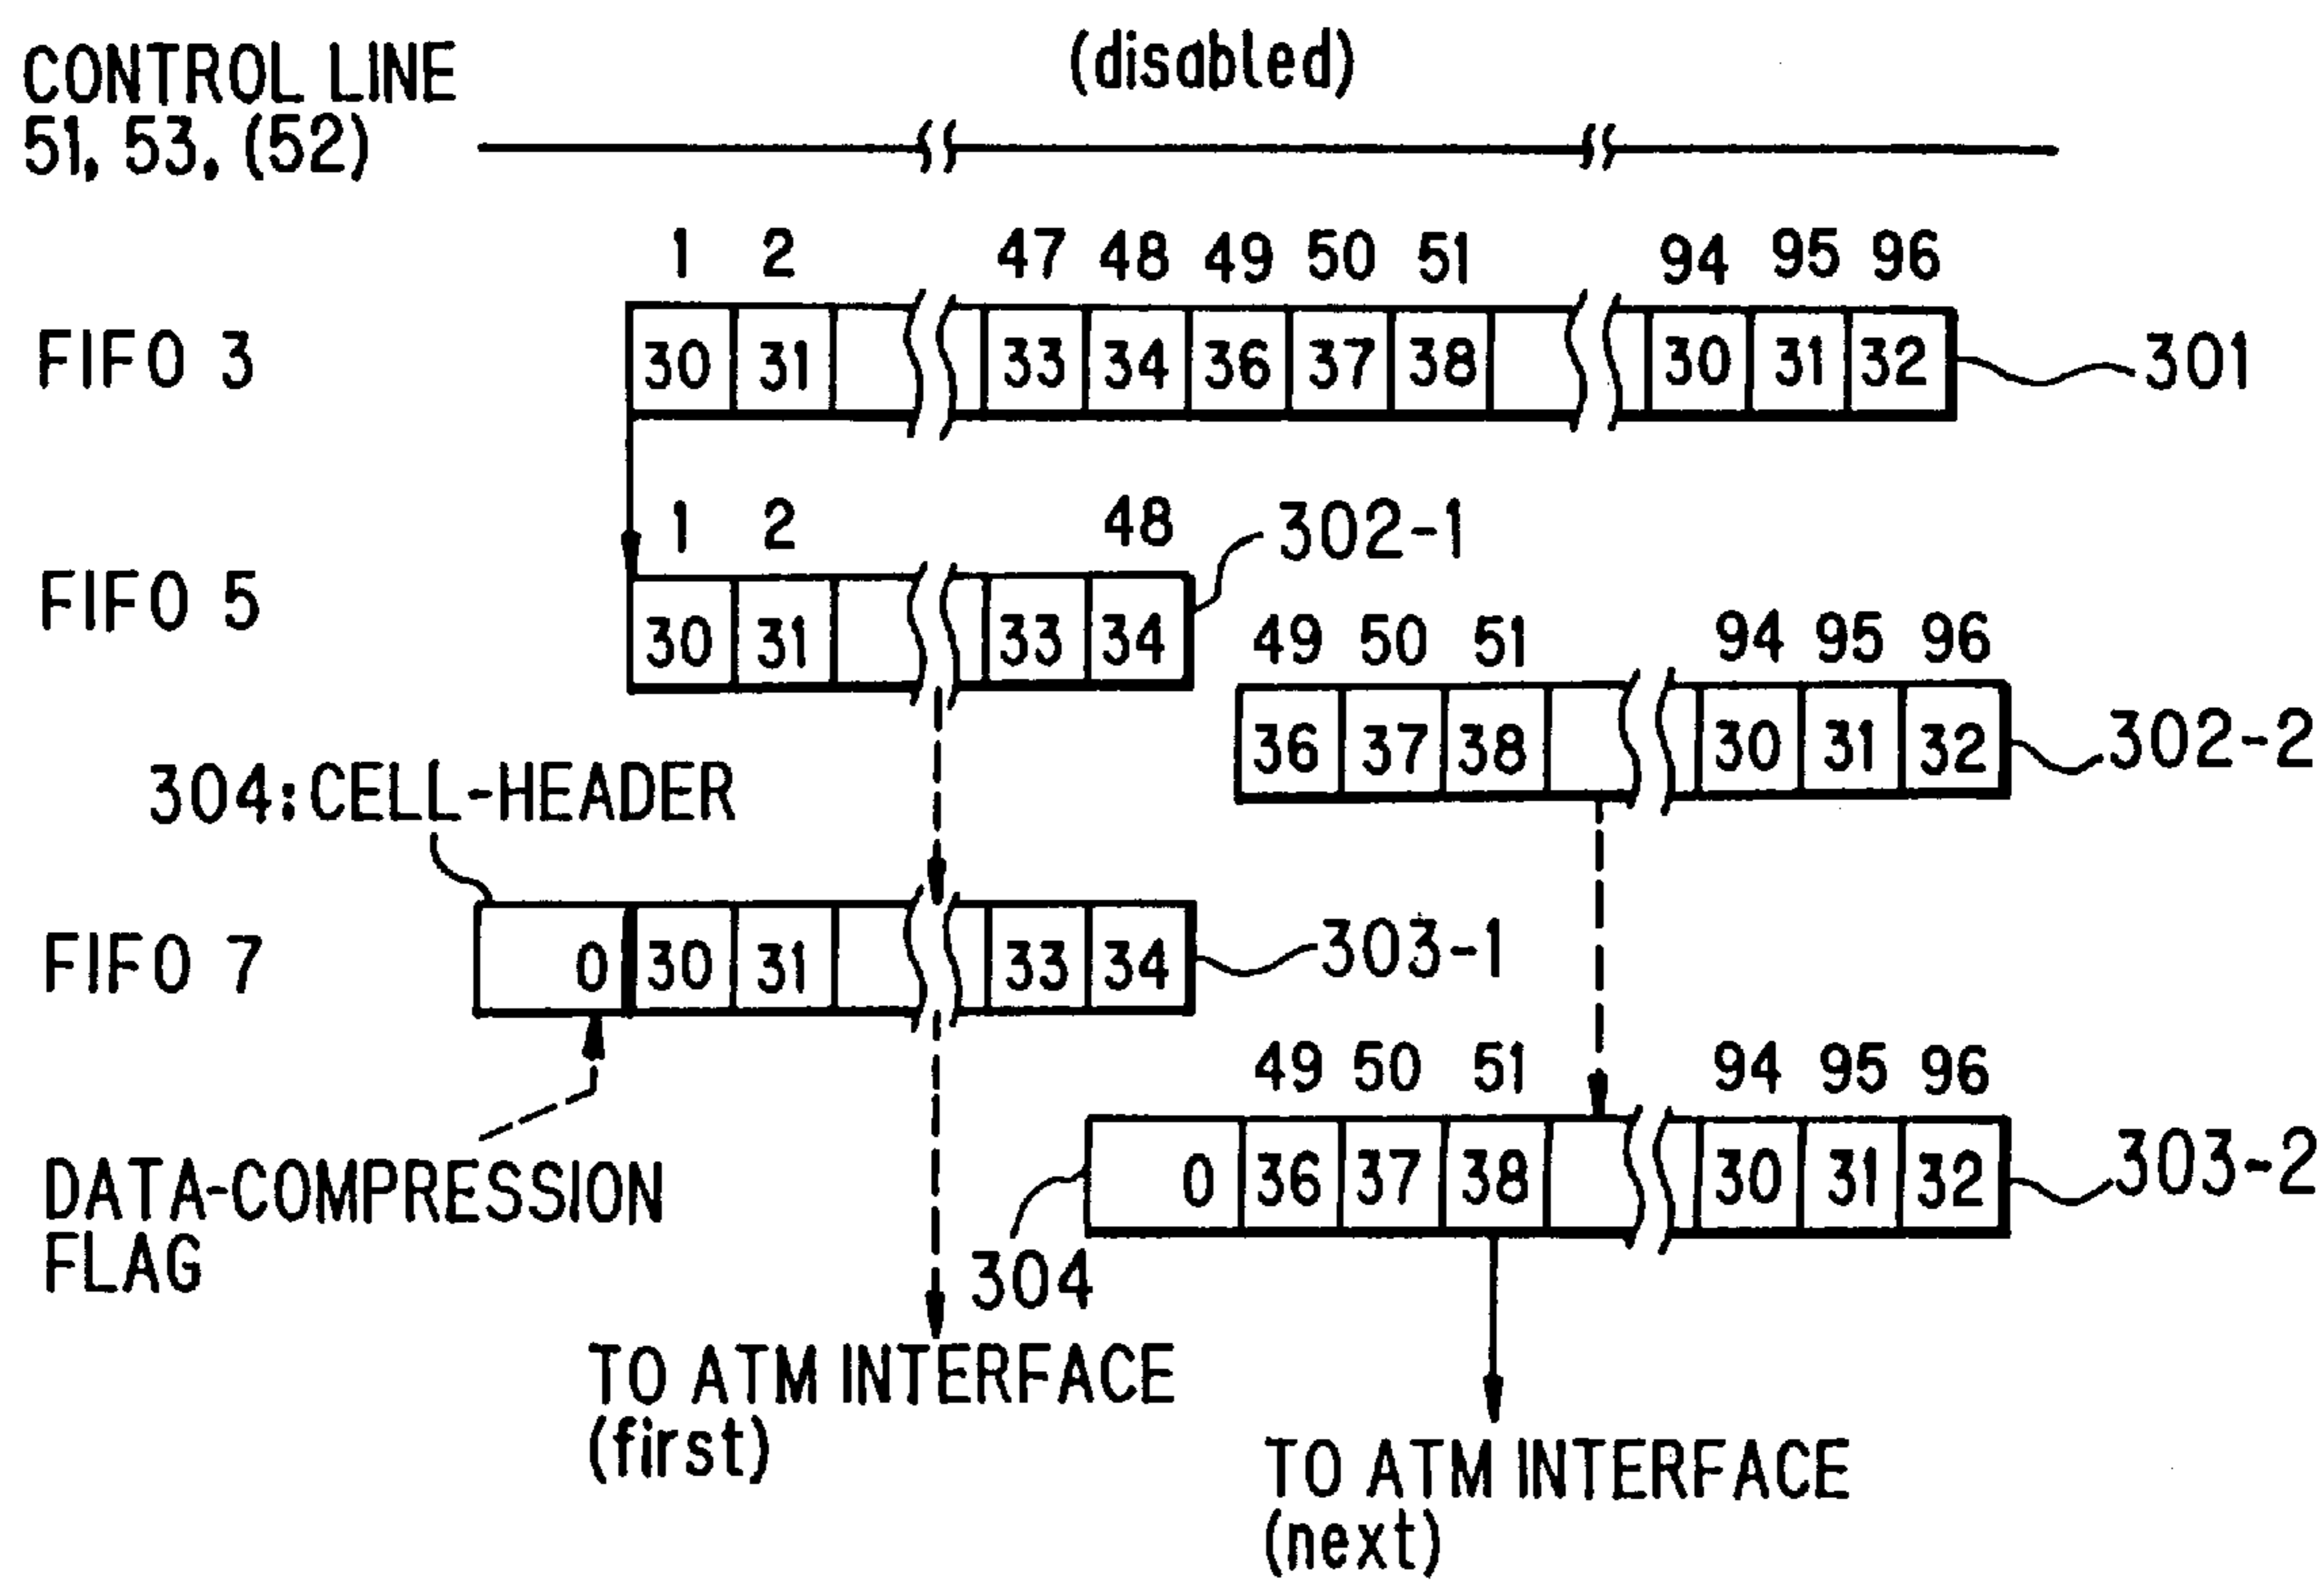 CONTROL LINE
51, 53, (52)
(disabled)
1 2 47 48 49 50 51 94 95 96
FIFO 3
30 31 33 34 36 37 38 30 31 32
301
1 2 48
302-1
FIFO 5
30 31 33 34
49 50 51 94 95 96
36 37 38 30 31 32
302-2
304:CELL-HEADER
FIFO 7
0 30 31 33 34
303-1
49 50 51 94 95 96
0 36 37 38 30 31 32
303-2
DATA-COMPRESSION
FLAG
304
TO ATM INTERFACE
(first)
TO ATM INTERFACE
(next)